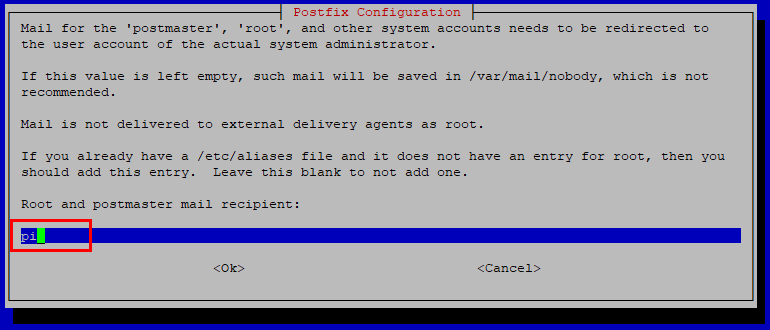 Postfix Configuration
Mail for the 'postmaster', 'root', and other system accounts needs to be redirected to
the user account of the actual system administrator.
If this value is left empty, such mail will be saved in /var/mail/nobody, which is not
recommended.
Mail is not delivered to external delivery agents as root.
If you already have a /etc/aliases file and it does not have an entry for root, then you
should add this entry.  Leave this blank to not add one.
Root and postmaster mail recipient:
pi
<Ok> <Cancel>